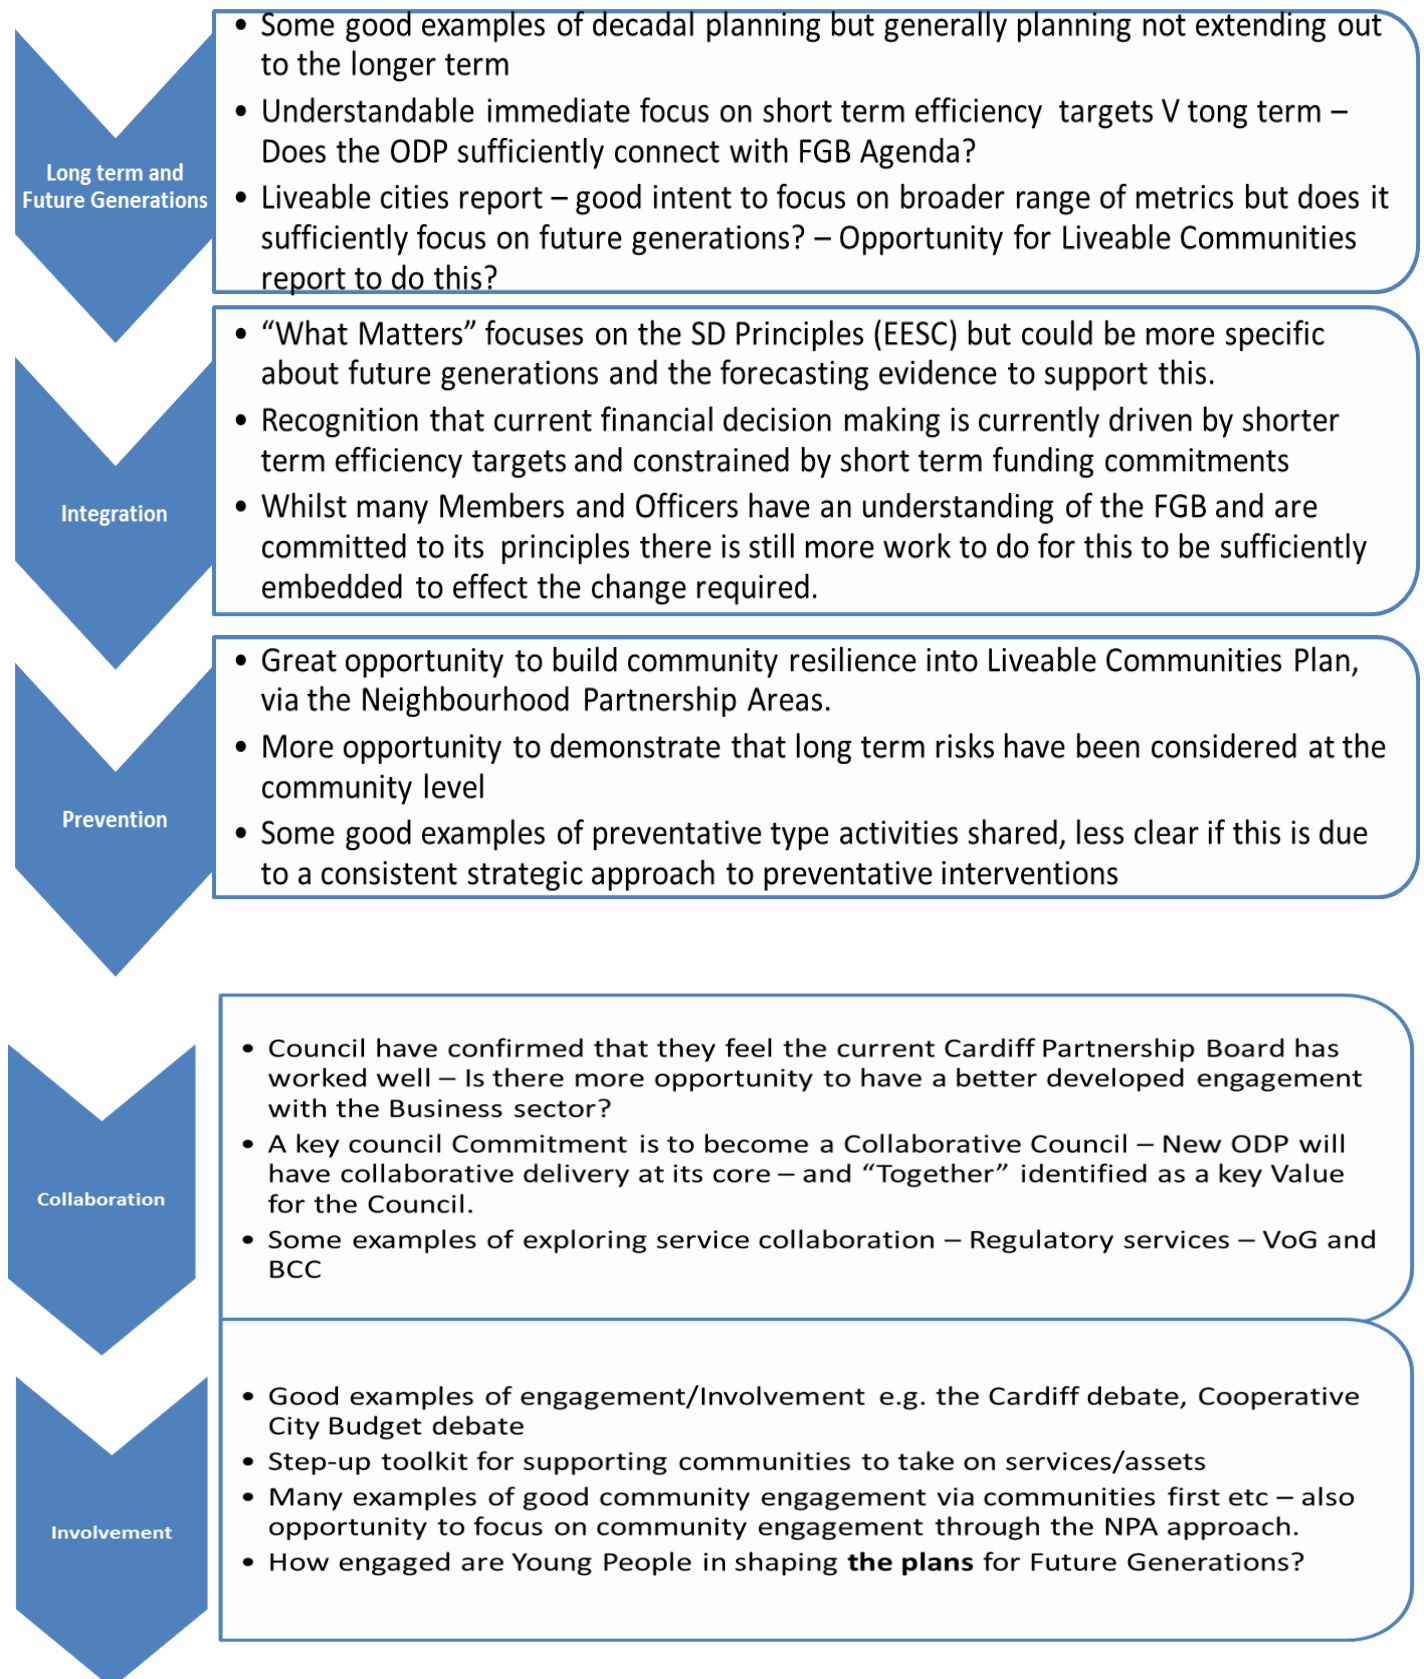 Long term and
Future Generations
• Some good examples of decadal planning but generally planning not extending out
to the longer term
• Understandable immediate focus on short term efficiency targets V tong term –
Does the ODP sufficiently connect with FGB Agenda?
• Liveable cities report – good intent to focus on broader range of metrics but does it
sufficiently focus on future generations? – Opportunity for Liveable Communities
report to do this?
Integration
• “What Matters” focuses on the SD Principles (EESC) but could be more specific
about future generations and the forecasting evidence to support this.
• Recognition that current financial decision making is currently driven by shorter
term efficiency targets and constrained by short term funding commitments
• Whilst many Members and Officers have an understanding of the FGB and are
committed to its principles there is still more work to do for this to be sufficiently
embedded to effect the change required.
Prevention
• Great opportunity to build community resilience into Liveable Communities Plan,
via the Neighbourhood Partnership Areas.
• More opportunity to demonstrate that long term risks have been considered at the
community level
• Some good examples of preventative type activities shared, less clear if this is due
to a consistent strategic approach to preventative interventions
Collaboration
• Council have confirmed that they feel the current Cardiff Partnership Board has
worked well – Is there more opportunity to have a better developed engagement
with the Business sector?
• A key council Commitment is to become a Collaborative Council – New ODP will
have collaborative delivery at its core – and “Together” identified as a key Value
for the Council.
• Some examples of exploring service collaboration – Regulatory services – VoG and
BCC
Involvement
• Good examples of engagement/Involvement e.g. the Cardiff debate, Cooperative
City Budget debate
• Step-up toolkit for supporting communities to take on services/assets
• Many examples of good community engagement via communities first etc – also
opportunity to focus on community engagement through the NPA approach.
• How engaged are Young People in shaping the plans for Future Generations?